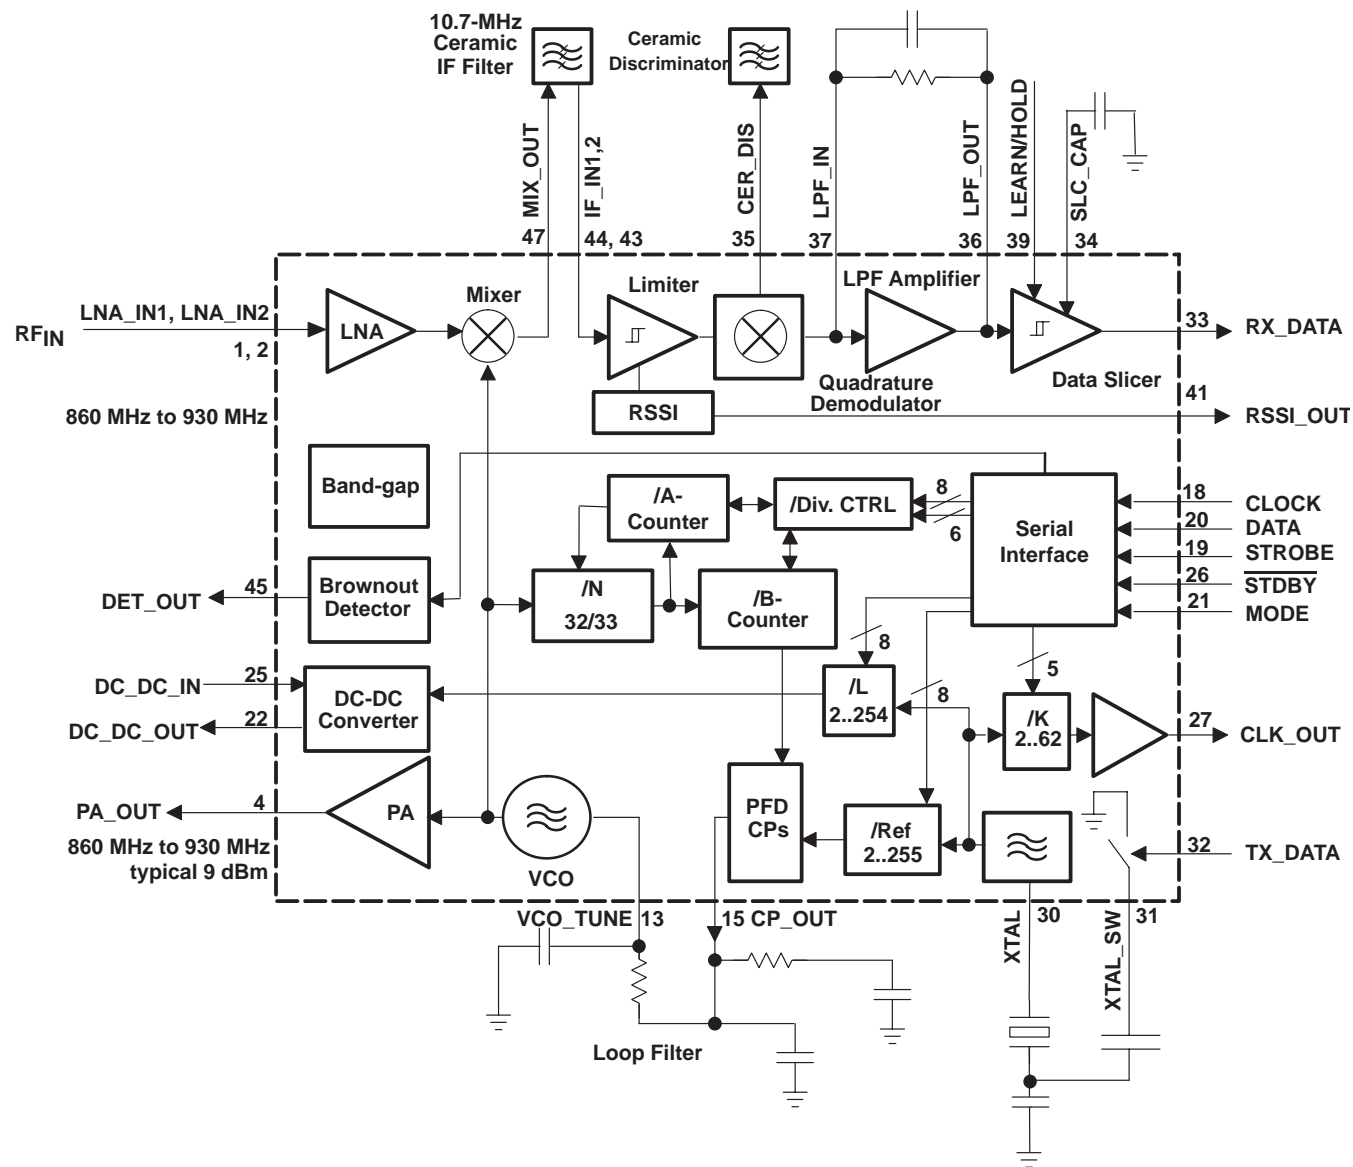 10.7-MHz
Ceramic
IF Filter
Ceramic
Discriminator
MIX_OUT
IF_IN1,2
CER_DIS
LPF_IN
LPF_OUT
LEARN/HOLD
SLC_CAP
47
44, 43
35
37
36
39
34
LNA_IN1, LNA_IN2
RFIN
1, 2
860 MHz to 930 MHz
LNA
Mixer
Limiter
LPF Amplifier
Quadrature
Demodulator
Data Slicer
33
RX_DATA
RSSI
41
RSSI_OUT
Band-gap
/A-
Counter
/Div. CTRL
8
6
Serial
Interface
18
CLOCK
20
DATA
19
STROBE
26
STDBY
21
MODE
DET_OUT
45
Brownout
Detector
/N
32/33
/B-
Counter
8
8
5
DC_DC_IN
25
DC_DC_OUT
22
DC-DC
Converter
/L
2..254
/K
2..62
27
CLK_OUT
PA_OUT
4
PA
860 MHz to 930 MHz
typical 9 dBm
VCO
PFD
CPs
/Ref
2..255
32
TX_DATA
VCO_TUNE
13
15
CP_OUT
XTAL
30
XTAL_SW
31
Loop Filter